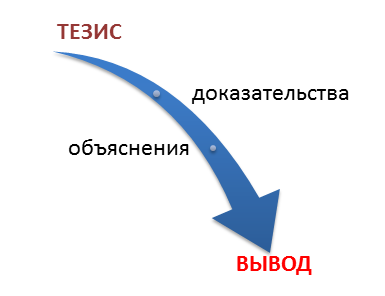 ТЕЗИС
доказательства
объяснения
ВЫВОД